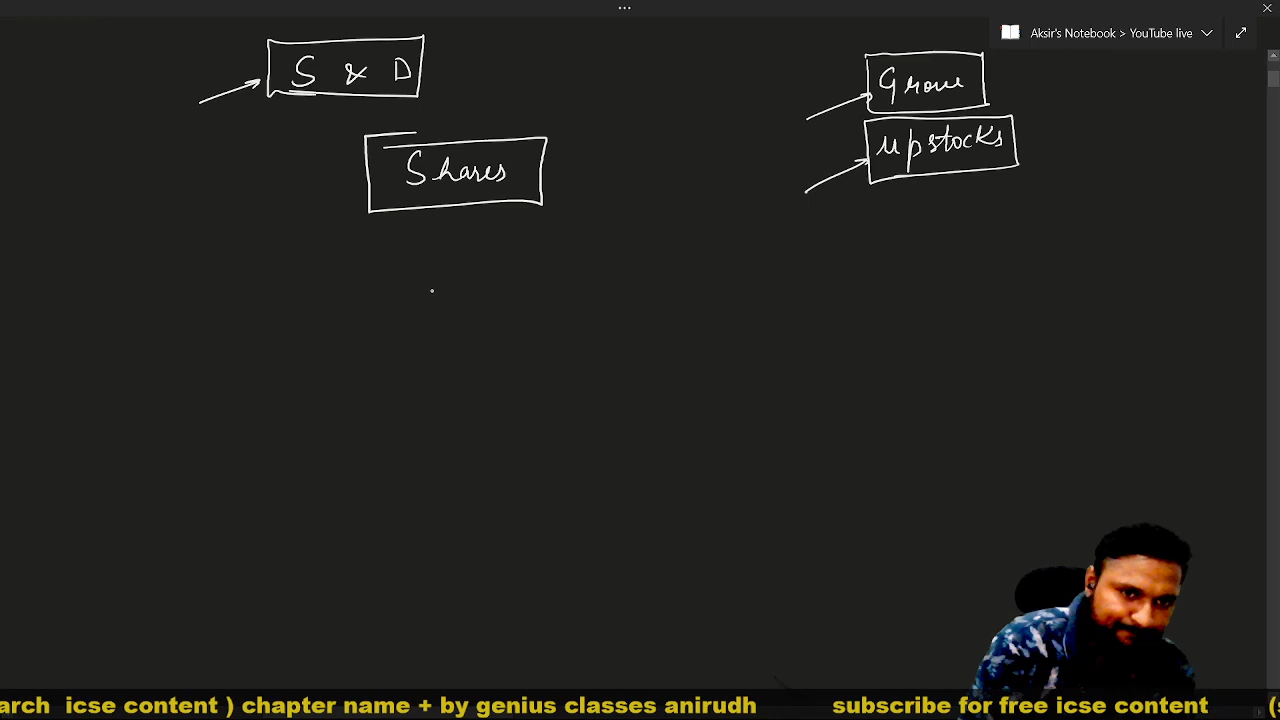 Aksir's Notebook > YouTube live
S & D
Grow
upstocks
Shares
arch icse content ) chapter name + by genius classes anirudh subscribe for free icse content (s